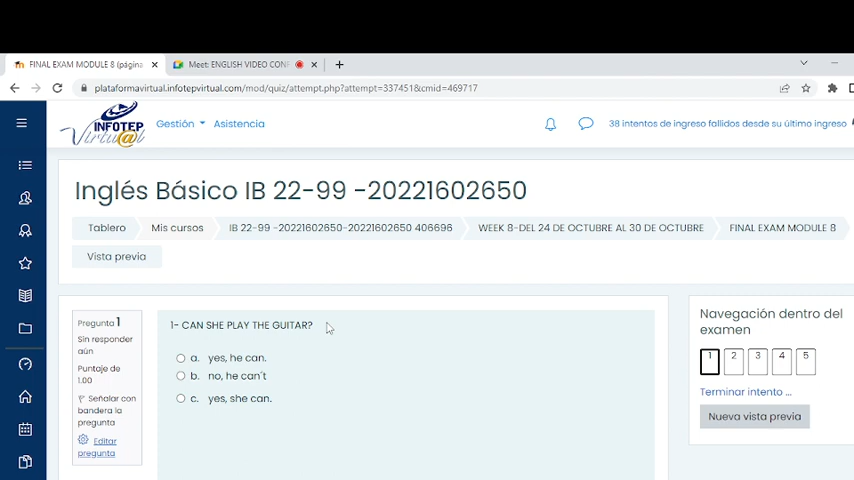 FINAL EXAM MODULE 8 (página
Meet: ENGLISH VIDEO CONF
plataformavirtual.infotepvirtual.com/mod/quiz/attempt.php?attempt=337451&cmid=469717
INFOTEP
Virtu@l
Gestión
Asistencia
38 intentos de ingreso fallidos desde su último ingreso
Inglés Básico IB 22-99 -20221602650
Tablero
Mis cursos
IB 22-99 -20221602650-20221602650 406696
WEEK 8-DEL 24 DE OCTUBRE AL 30 DE OCTUBRE
FINAL EXAM MODULE 8
Vista previa
Pregunta 1
Sin responder
aún
Puntaje de
1.00
Señalar con
bandera la
pregunta
Editar
pregunta
1- CAN SHE PLAY THE GUITAR?
a. yes, he can.
b. no, he can´t
c. yes, she can.
Navegación dentro del
examen
1 2 3 4 5
Terminar intento ...
Nueva vista previa